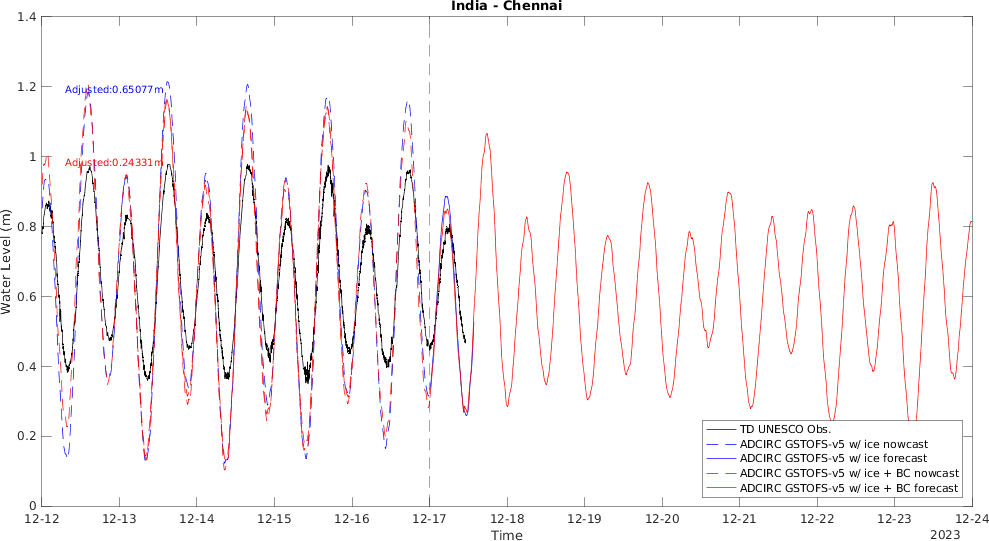 India - Chennai
1.4
1.2
1
0.8
0.6
0.4
0.2
0
Water Level (m)
Adjusted:0.65077m
Adjusted:0.24331m
TD UNESCO Obs.
ADCIRC GSTOFS-v5 w/ ice nowcast
ADCIRC GSTOFS-v5 w/ ice forecast
ADCIRC GSTOFS-v5 w/ ice + BC nowcast
ADCIRC GSTOFS-v5 w/ ice + BC forecast
12-12 12-13 12-14 12-15 12-16 12-17 12-18 12-19 12-20 12-21 12-22 12-23 12-24
Time
2023